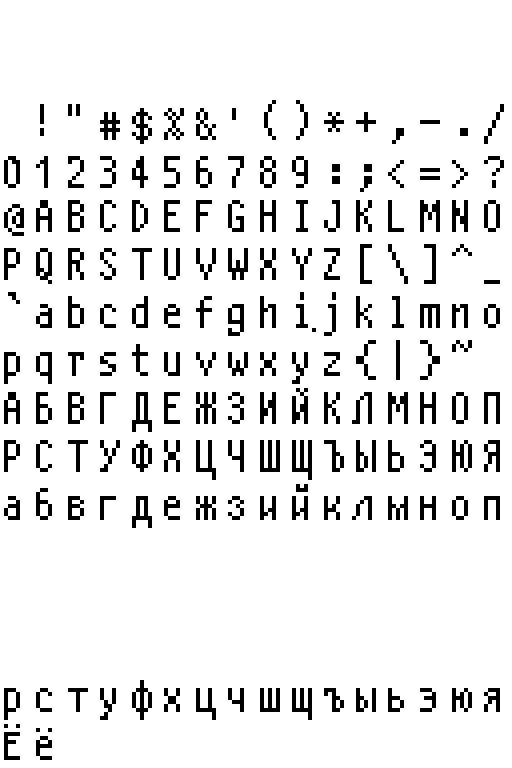 ! " # $ % & ' ( ) * + , - . /
0 1 2 3 4 5 6 7 8 9 : ; < = > ?
@ A B C D E F G H I J K L M N O
P Q R S T U V W X Y Z [ \ ] ^ _
` a b c d e f g h i j k l m n o
p q r s t u v w x y z { | } ~
А Б В Г Д Е Ж З И Й К Л М Н О П
Р С Т У Ф Х Ц Ч Ш Щ Ъ Ы Ь Э Ю Я
а б в г д е ж з и й к л м н о п
р с т у ф х ц ч ш щ ъ ы ь э ю я
Ё ё